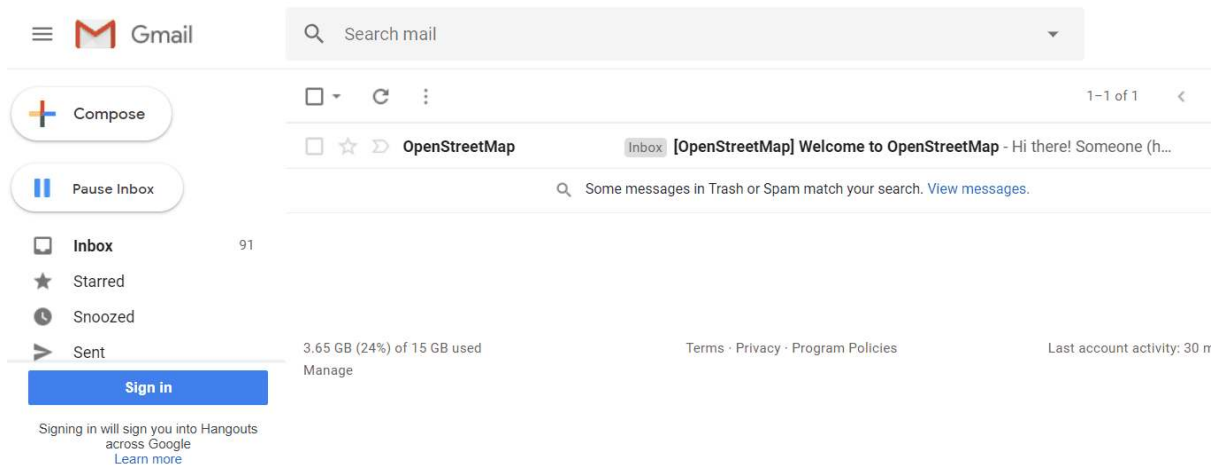 Gmail
Search mail
Compose
1–1 of 1
OpenStreetMap Inbox [OpenStreetMap] Welcome to OpenStreetMap - Hi there! Someone (h...
Pause Inbox
Some messages in Trash or Spam match your search. View messages.
Inbox 91
Starred
Snoozed
Sent
3.65 GB (24%) of 15 GB used
Manage
Terms · Privacy · Program Policies
Last account activity: 30 m
Sign in
Signing in will sign you into Hangouts
across Google
Learn more